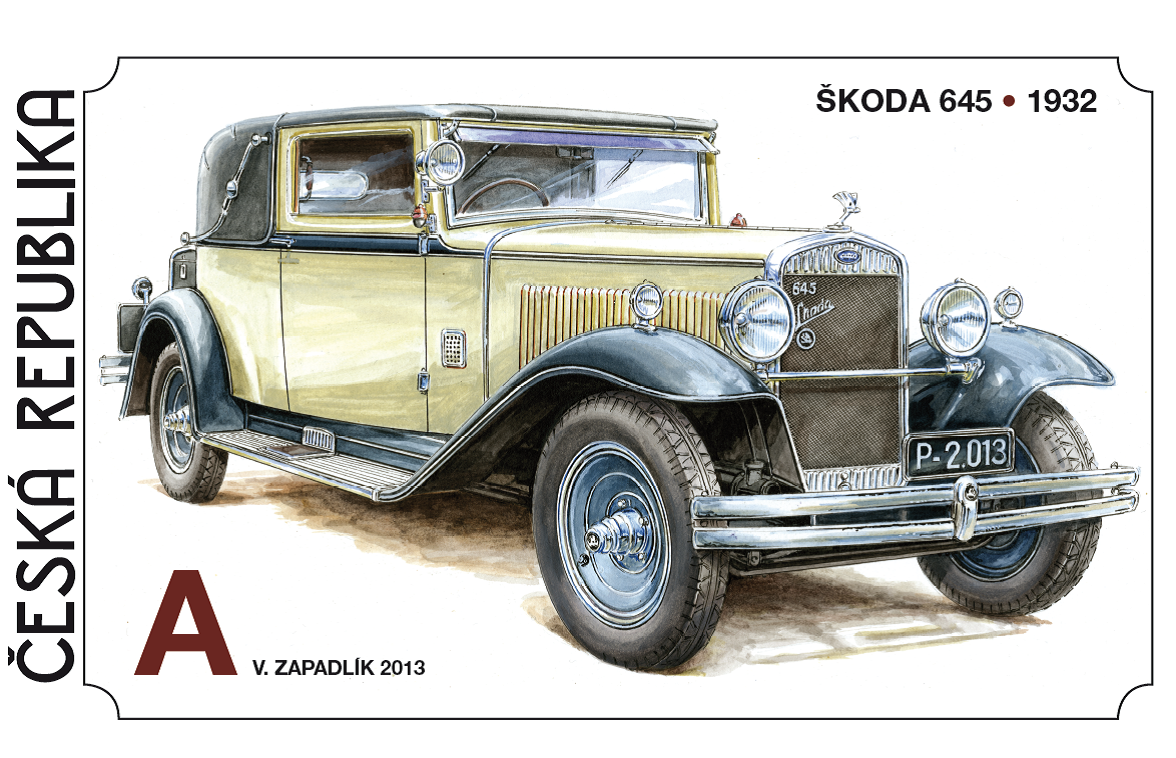 ČESKÁ REPUBLIKA
ŠKODA 645 • 1932
645
Škoda
P-2.013
A
V. ZAPADLÍK 2013